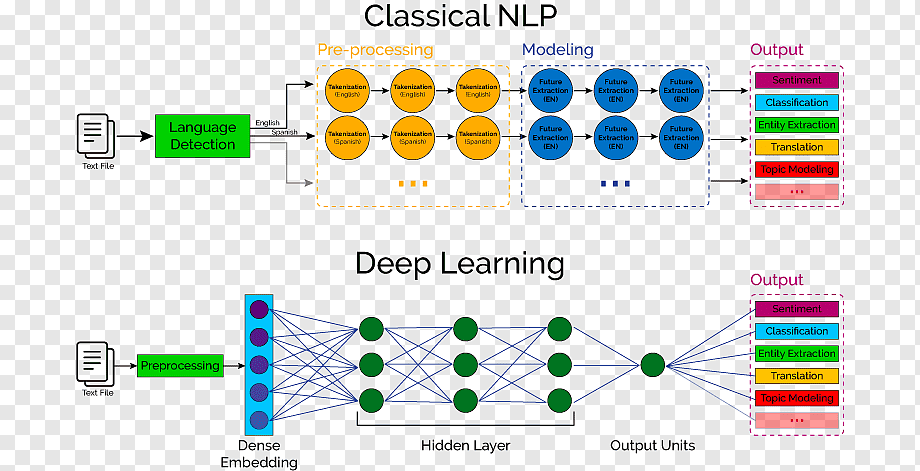 Classical NLP
Pre-processing
Modeling
Output
Text File
Language
Detection
English
Spanish
Takenization
(English)
Takenization
(English)
Takenization
(English)
Future
Extraction
(EN)
Future
Extraction
(EN)
Future
Extraction
(EN)
Takenization
(Spanish)
Takenization
(Spanish)
Takenization
(Spanish)
Future
Extraction
(EN)
Future
Extraction
(EN)
Future
Extraction
(EN)
...
...
Sentiment
Classification
Entity Extraction
Translation
Topic Modeling
...
Deep Learning
Output
Text File
Preprocessing
Dense
Embedding
Hidden Layer
Output Units
Sentiment
Classification
Entity Extraction
Translation
Topic Modeling
...